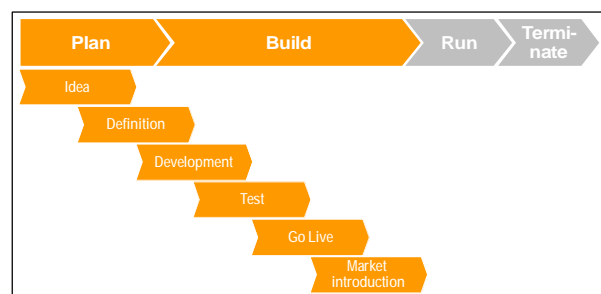 Plan
Build
Run
Termi-
nate
Idea
Definition
Development
Test
Go Live
Market
introduction